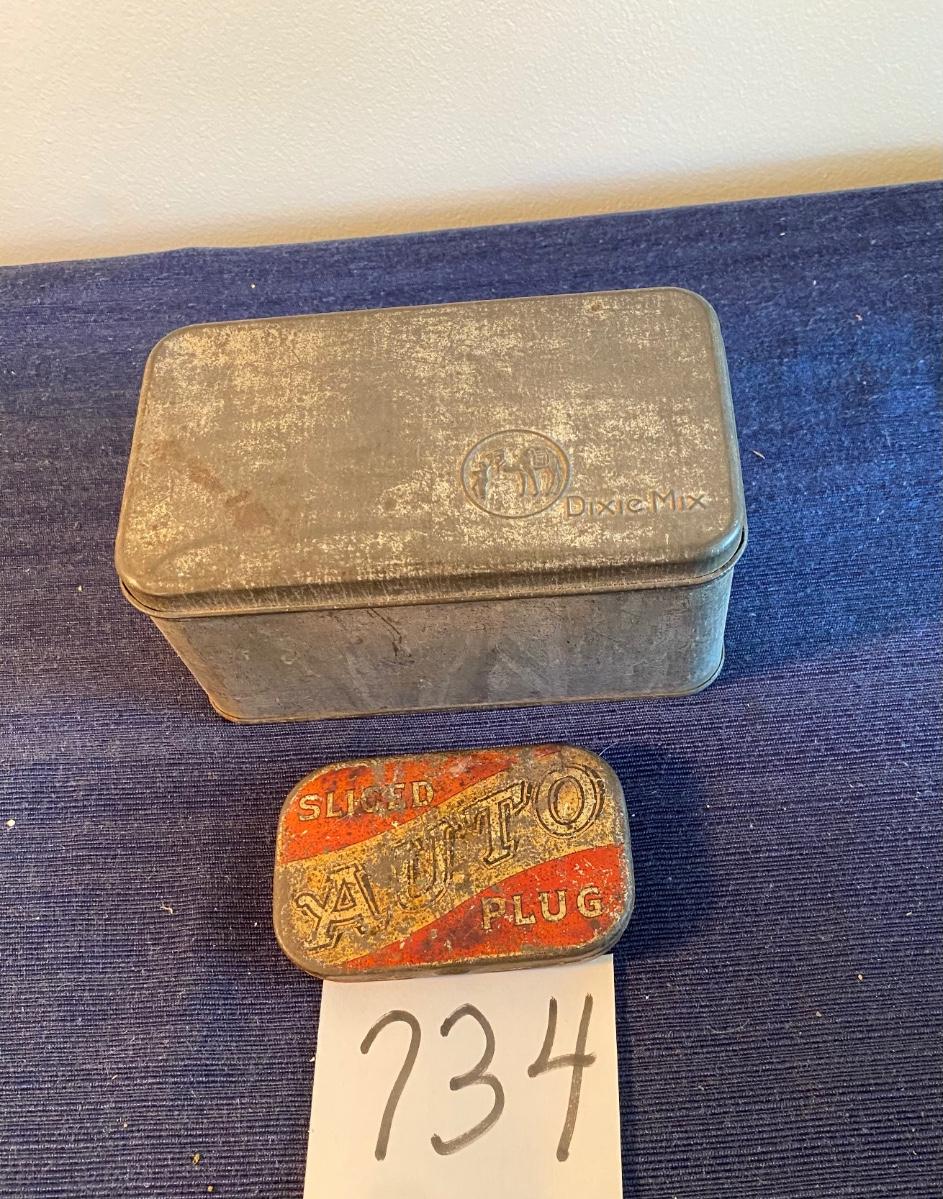 Dixie Mix
SLICED
AUTO
PLUG
734